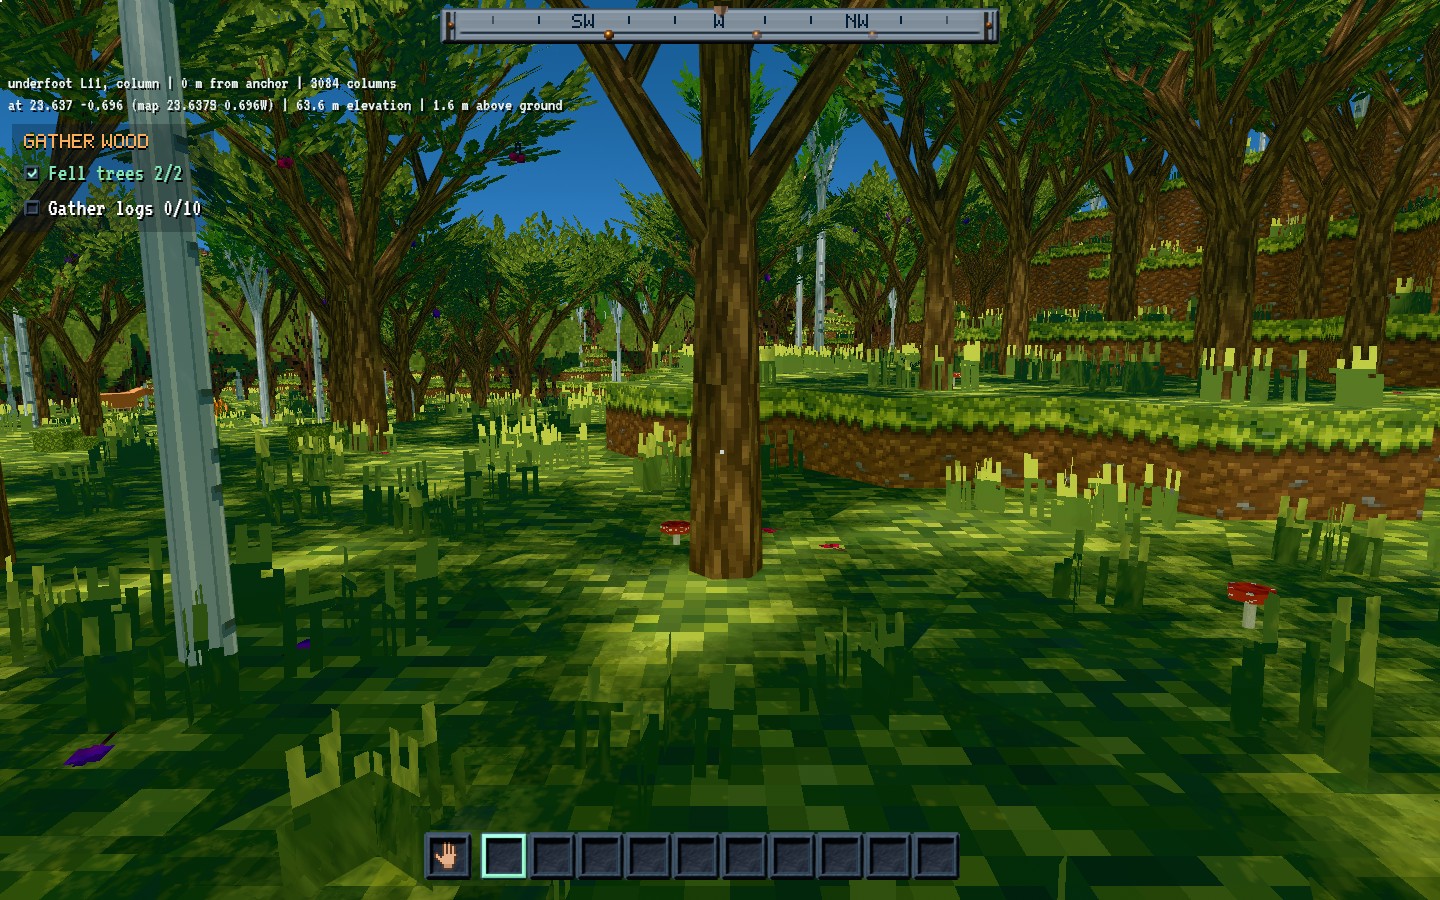 SW W NW
underfoot L11, column | 0 m from anchor | 3084 columns
at 23.637 -0.696 (map 23.637S 0.696W) | 63.6 m elevation | 1.6 m above ground
GATHER WOOD
Fell trees 2/2
Gather logs 0/10